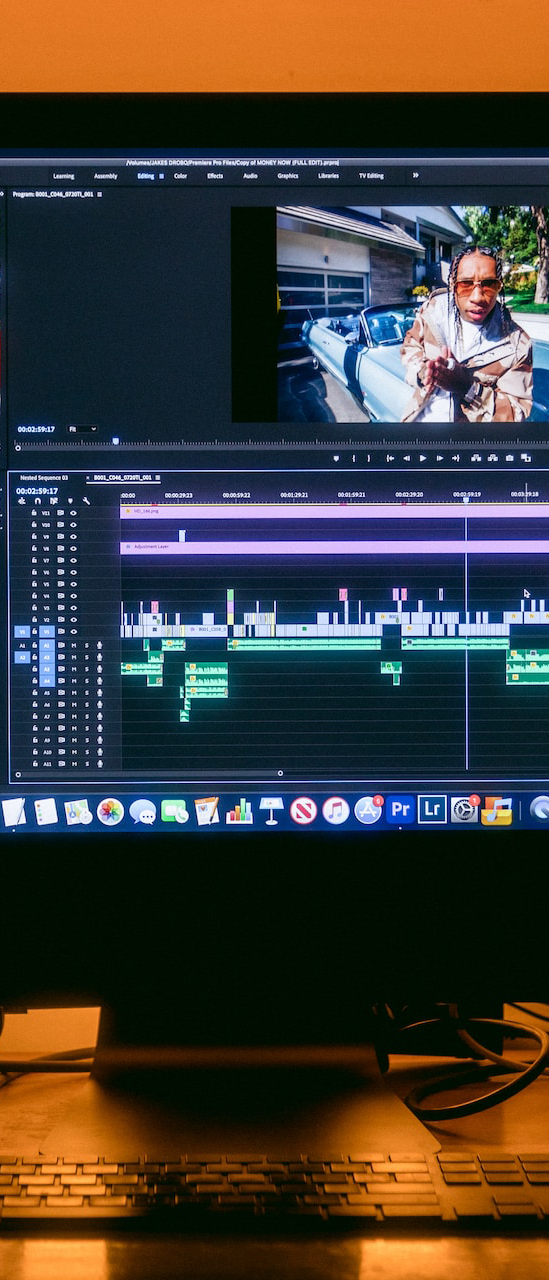 /Volumes/JAKES DROBO/Premiere Pro Files/Copy of MONEY NOW (FULL EDIT).prproj
Learning Assembly Editing Color Effects Audio Graphics Libraries TV Editing
Program: B001_C046_0720TI_001
00:02:59:17 Fit
Nested Sequence 03 × B001_C046_0720TI_001
00:02:59:17
:00:00 00:00:29:23 00:00:59:22 00:01:29:21 00:01:59:21 00:02:29:20 00:02:59:19 00:03:29:18
V11 HD_1.44.png
V10
V9
V8 Adjustment Layer
V7
V6
V5
V4
V3
V2
V1 V1
A1 A1 M S
A2 A2 M S
A3 M S
A4 M S
A5 M S
A6 M S
A7 M S
A8 M S
A9 M S
A10 M S
A11 M S
Pr Lr